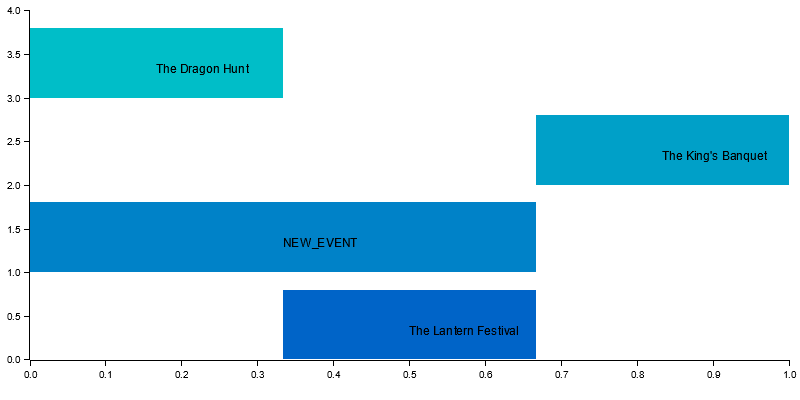 4.0
3.5
The Dragon Hunt
3.0
2.5
The King's Banquet
2.0
1.5
NEW_EVENT
1.0
0.5
The Lantern Festival
0.0
0.0 0.1 0.2 0.3 0.4 0.5 0.6 0.7 0.8 0.9 1.0